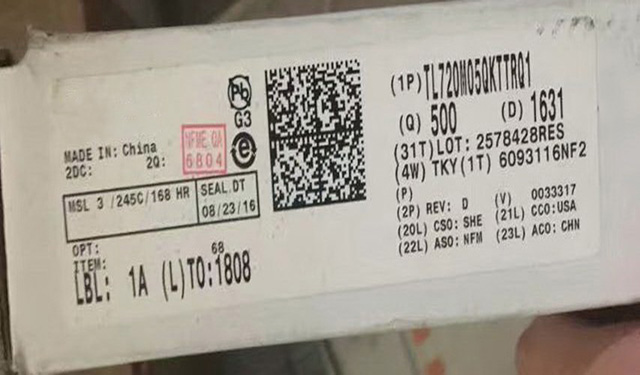 Pb
G3
e
MADE IN: China
2DC: 2Q:
NFME QA
6804
MSL 3 /245C/168 HR
SEAL DT
08/23/16
OPT:
ITEM: 68
LBL: 1A (L)TO:1808
(1P)TL720M05QKTTRQ1
(Q) 500 (D) 1631
(31T)LOT: 2578428RES
(4W) TKY(1T) 6093116NF2
(P)
(2P) REV: D (V) 0033317
(20L) CSO: SHE (21L) CCO:USA
(22L) ASO: NFM (23L) ACO: CHN